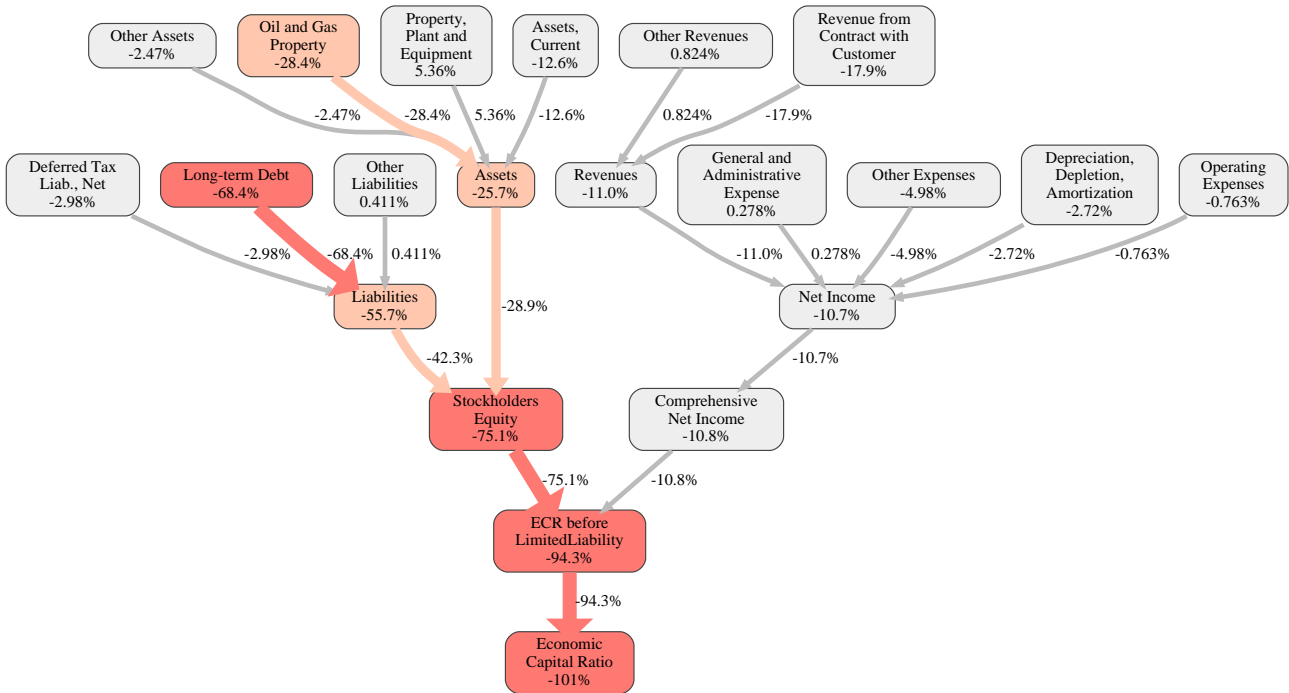 Other Assets
-2.47%
Oil and Gas
Property
-28.4%
Property,
Plant and
Equipment
5.36%
Assets,
Current
-12.6%
Other Revenues
0.824%
Revenue from
Contract with
Customer
-17.9%
-2.47%
-28.4%
5.36%
-12.6%
0.824%
-17.9%
Deferred Tax
Liab., Net
-2.98%
Long-term Debt
-68.4%
Other
Liabilities
0.411%
Assets
-25.7%
Revenues
-11.0%
General and
Administrative
Expense
0.278%
Other Expenses
-4.98%
Depreciation,
Depletion,
Amortization
-2.72%
Operating
Expenses
-0.763%
-2.98%
-68.4%
0.411%
-28.9%
-11.0%
0.278%
-4.98%
-2.72%
-0.763%
Liabilities
-55.7%
Net Income
-10.7%
-42.3%
-10.7%
Stockholders
Equity
-75.1%
Comprehensive
Net Income
-10.8%
-75.1%
-10.8%
ECR before
LimitedLiability
-94.3%
-94.3%
Economic
Capital Ratio
-101%